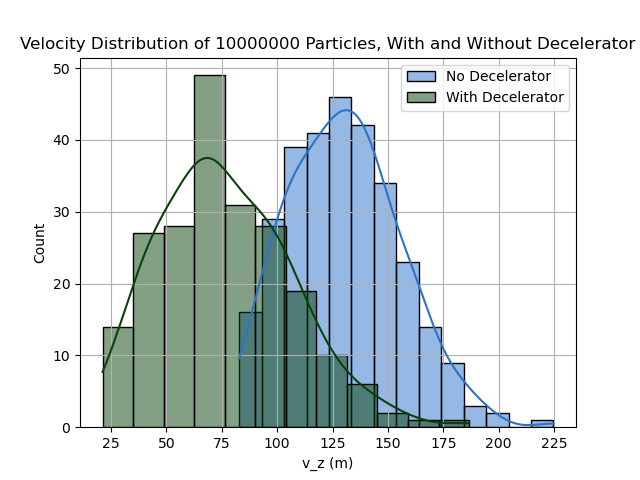 Velocity Distribution of 10000000 Particles, With and Without Decelerator
No Decelerator
With Decelerator
50
40
30
20
10
0
Count
25 50 75 100 125 150 175 200 225
v_z (m)